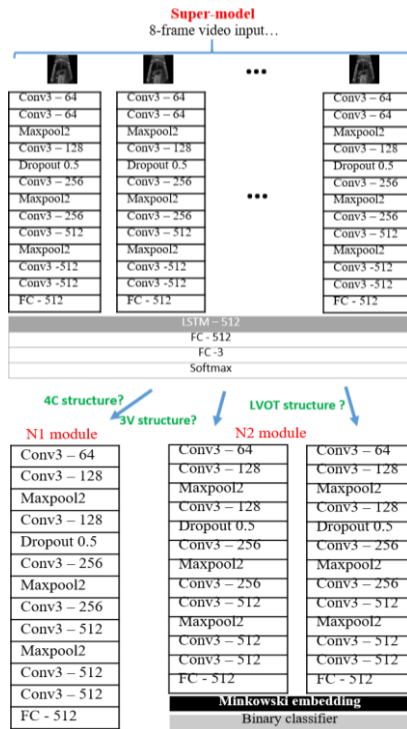 Super-model
8-frame video input…
•••
Conv3 – 64
Conv3 – 64
Maxpool2
Conv3 – 128
Dropout 0.5
Conv3 – 256
Maxpool2
Conv3 – 256
Conv3 – 512
Maxpool2
Conv3 -512
Conv3 -512
FC - 512
Conv3 – 64
Conv3 – 64
Maxpool2
Conv3 – 128
Dropout 0.5
Conv3 – 256
Maxpool2
Conv3 – 256
Conv3 – 512
Maxpool2
Conv3 -512
Conv3 -512
FC - 512
•••
Conv3 – 64
Conv3 – 64
Maxpool2
Conv3 – 128
Dropout 0.5
Conv3 – 256
Maxpool2
Conv3 – 256
Conv3 – 512
Maxpool2
Conv3 -512
Conv3 -512
FC - 512
LSTM – 512
FC - 512
FC -3
Softmax
4C structure?
3V structure?
LVOT structure ?
N1 module
Conv3 – 64
Conv3 – 128
Maxpool2
Conv3 – 128
Dropout 0.5
Conv3 – 256
Maxpool2
Conv3 – 256
Conv3 – 512
Maxpool2
Conv3 – 512
Conv3 – 512
FC - 512
N2 module
Conv3 – 64
Conv3 – 128
Maxpool2
Conv3 – 128
Dropout 0.5
Conv3 – 256
Maxpool2
Conv3 – 256
Conv3 – 512
Maxpool2
Conv3 – 512
Conv3 – 512
FC - 512
Conv3 – 64
Conv3 – 128
Maxpool2
Conv3 – 128
Dropout 0.5
Conv3 – 256
Maxpool2
Conv3 – 256
Conv3 – 512
Maxpool2
Conv3 – 512
Conv3 – 512
FC - 512
Minkowski embedding
Binary classifier